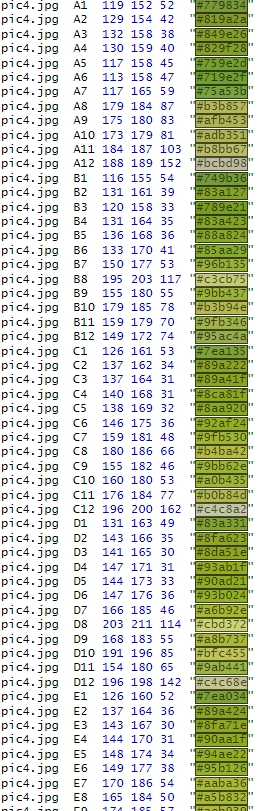 pic4.jpg A1 119 152 52 "#779834"
pic4.jpg A2 129 154 42 "#819a2a"
pic4.jpg A3 132 158 38 "#849e26"
pic4.jpg A4 130 159 40 "#829f28"
pic4.jpg A5 117 158 45 "#759e2d"
pic4.jpg A6 113 158 47 "#719e2f"
pic4.jpg A7 117 165 59 "#75a53b"
pic4.jpg A8 179 184 87 "#b3b857"
pic4.jpg A9 175 180 83 "#afb453"
pic4.jpg A10 173 179 81 "#adb351"
pic4.jpg A11 184 187 103 "#b8bb67"
pic4.jpg A12 188 189 152 "#bcbd98"
pic4.jpg B1 116 155 54 "#749b36"
pic4.jpg B2 131 161 39 "#83a127"
pic4.jpg B3 120 158 33 "#789e21"
pic4.jpg B4 131 164 35 "#83a423"
pic4.jpg B5 136 168 36 "#88a824"
pic4.jpg B6 133 170 41 "#85aa29"
pic4.jpg B7 150 177 53 "#96b135"
pic4.jpg B8 195 203 117 "#c3cb75"
pic4.jpg B9 155 180 55 "#9bb437"
pic4.jpg B10 179 185 78 "#b3b94e"
pic4.jpg B11 159 179 70 "#9fb346"
pic4.jpg B12 149 172 74 "#95ac4a"
pic4.jpg C1 126 161 53 "#7ea135"
pic4.jpg C2 137 162 34 "#89a222"
pic4.jpg C3 137 164 31 "#89a41f"
pic4.jpg C4 140 168 31 "#8ca81f"
pic4.jpg C5 138 169 32 "#8aa920"
pic4.jpg C6 146 175 36 "#92af24"
pic4.jpg C7 159 181 48 "#9fb530"
pic4.jpg C8 180 186 66 "#b4ba42"
pic4.jpg C9 155 182 46 "#9bb62e"
pic4.jpg C10 160 180 53 "#a0b435"
pic4.jpg C11 176 184 77 "#b0b84d"
pic4.jpg C12 196 200 162 "#c4c8a2"
pic4.jpg D1 131 163 49 "#83a331"
pic4.jpg D2 143 166 35 "#8fa623"
pic4.jpg D3 141 165 30 "#8da51e"
pic4.jpg D4 147 171 31 "#93ab1f"
pic4.jpg D5 144 173 33 "#90ad21"
pic4.jpg D6 147 176 36 "#93b024"
pic4.jpg D7 166 185 46 "#a6b92e"
pic4.jpg D8 203 211 114 "#cbd372"
pic4.jpg D9 168 183 55 "#a8b737"
pic4.jpg D10 191 196 85 "#bfc455"
pic4.jpg D11 154 180 65 "#9ab441"
pic4.jpg D12 196 198 142 "#c4c68e"
pic4.jpg E1 126 160 52 "#7ea034"
pic4.jpg E2 137 164 36 "#89a424"
pic4.jpg E3 143 167 30 "#8fa71e"
pic4.jpg E4 144 170 31 "#90aa1f"
pic4.jpg E5 148 174 34 "#94ae22"
pic4.jpg E6 149 177 38 "#95b126"
pic4.jpg E7 170 186 54 "#aaba36"
pic4.jpg E8 165 184 50 "#a5b832"